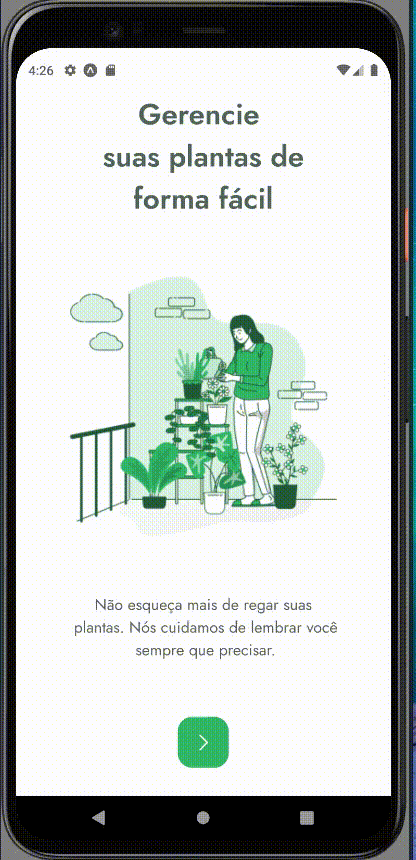 4:26
Gerencie
suas plantas de
forma fácil
Não esqueça mais de regar suas
plantas. Nós cuidamos de lembrar você
sempre que precisar.